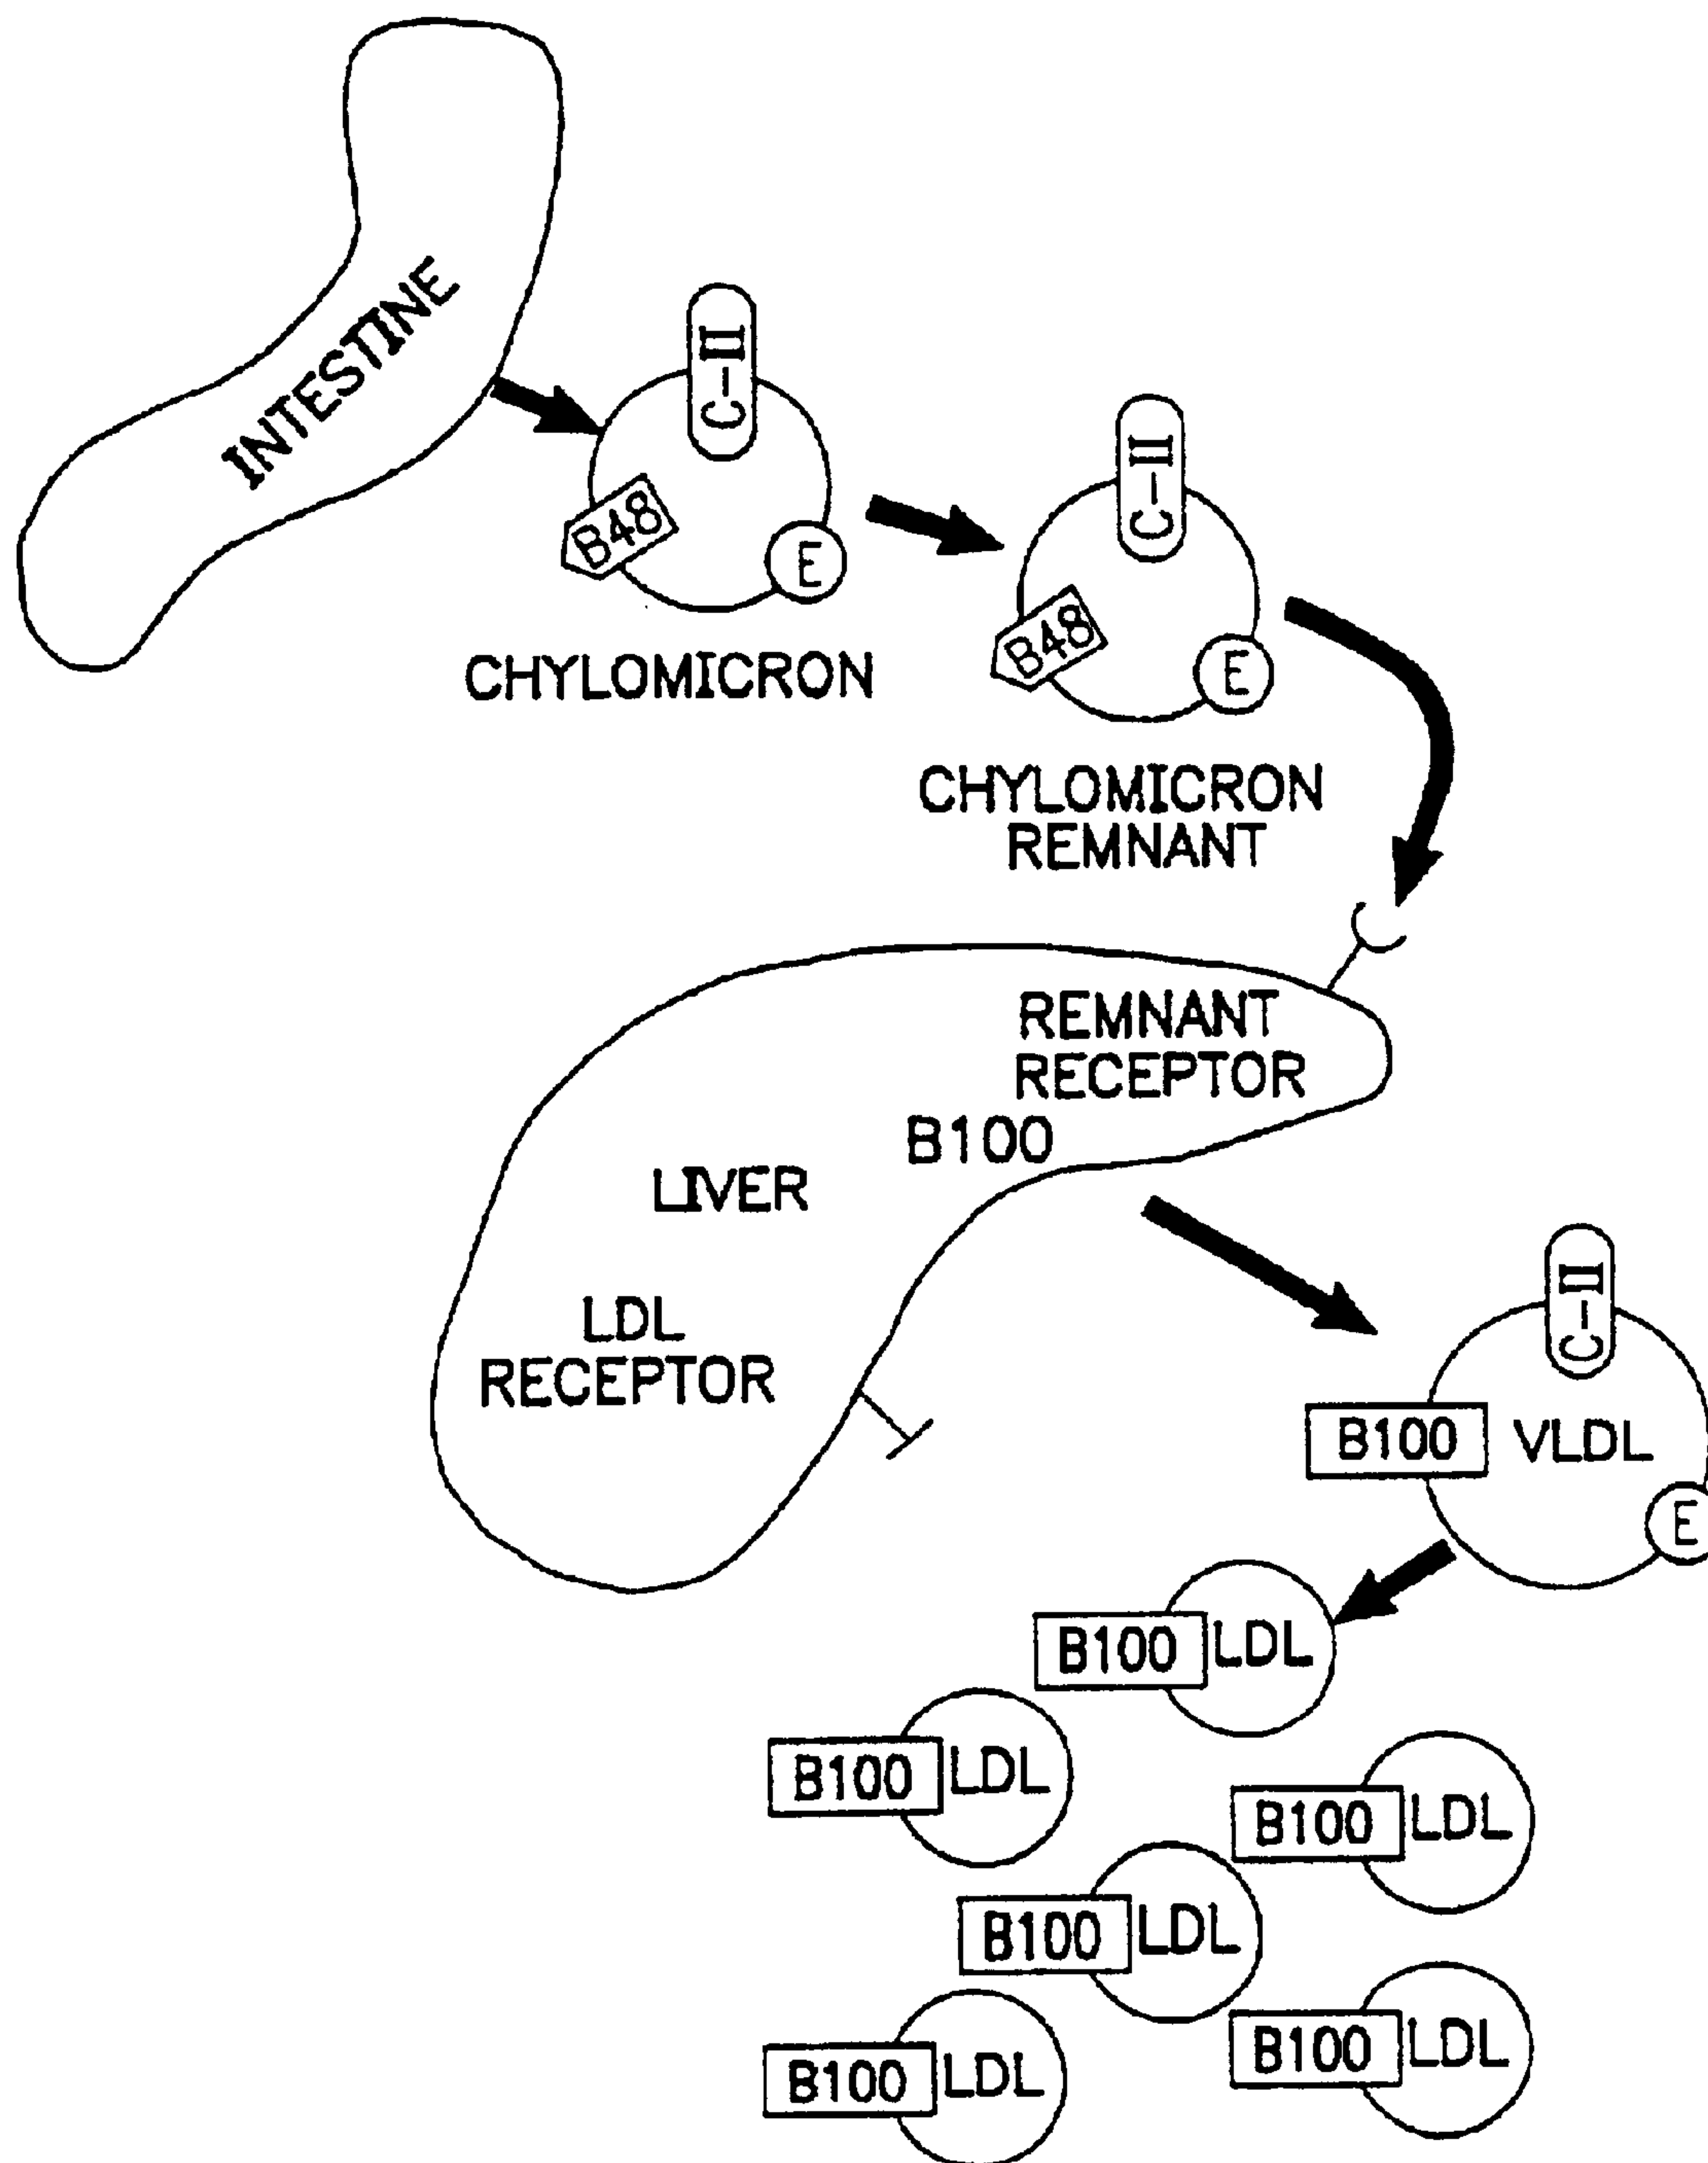 INTESTINE
C-II
B48
E
CHYLOMICRON
C-II
B48
E
CHYLOMICRON
REMNANT
REMNANT
RECEPTOR
B100
LIVER
LDL
RECEPTOR
C-II
B100 VLDL
E
B100 LDL
B100 LDL
B100 LDL
B100 LDL
B100 LDL
B100 LDL